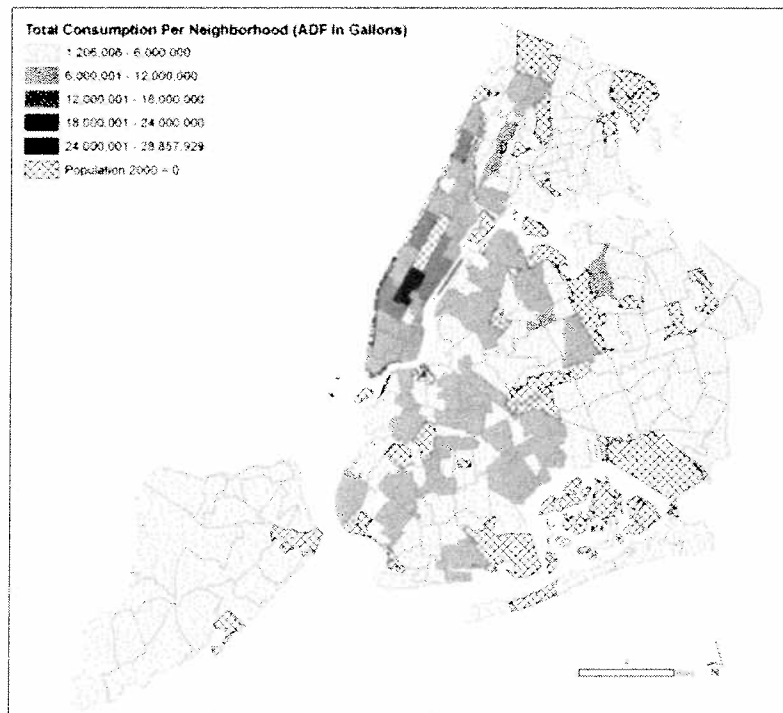 Total Consumption Per Neighborhood (ADF in Gallons)
1,206,006 - 6,000,000
6,000,001 - 12,000,000
12,000,001 - 18,000,000
18,000,001 - 24,000,000
24,000,001 - 28,857,929
Population 2000 = 0